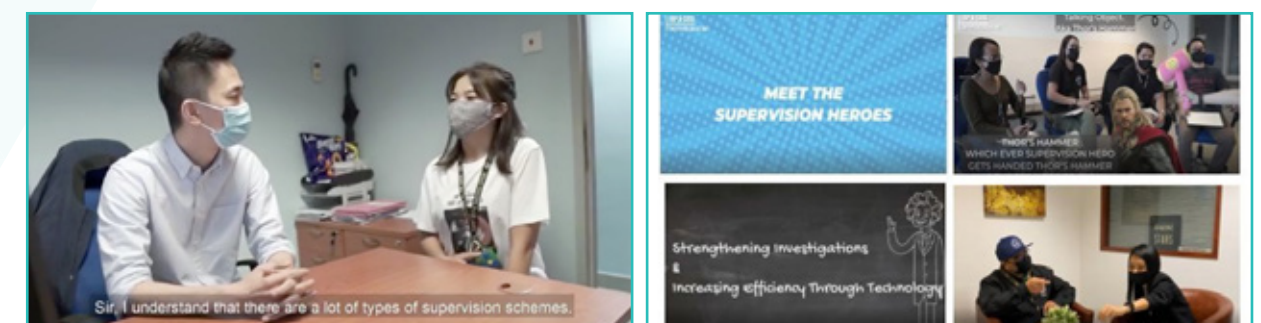 Sir, I understand that there are a lot of types of supervision schemes.
MEET THE
SUPERVISION HEROES
Talking Object,
aka Thor's Hammer
THOR'S HAMMER
WHICH EVER SUPERVISION HERO
GETS HANDED THOR'S HAMMER
Strengthening Investigations
&
Increasing Efficiency Through Technology